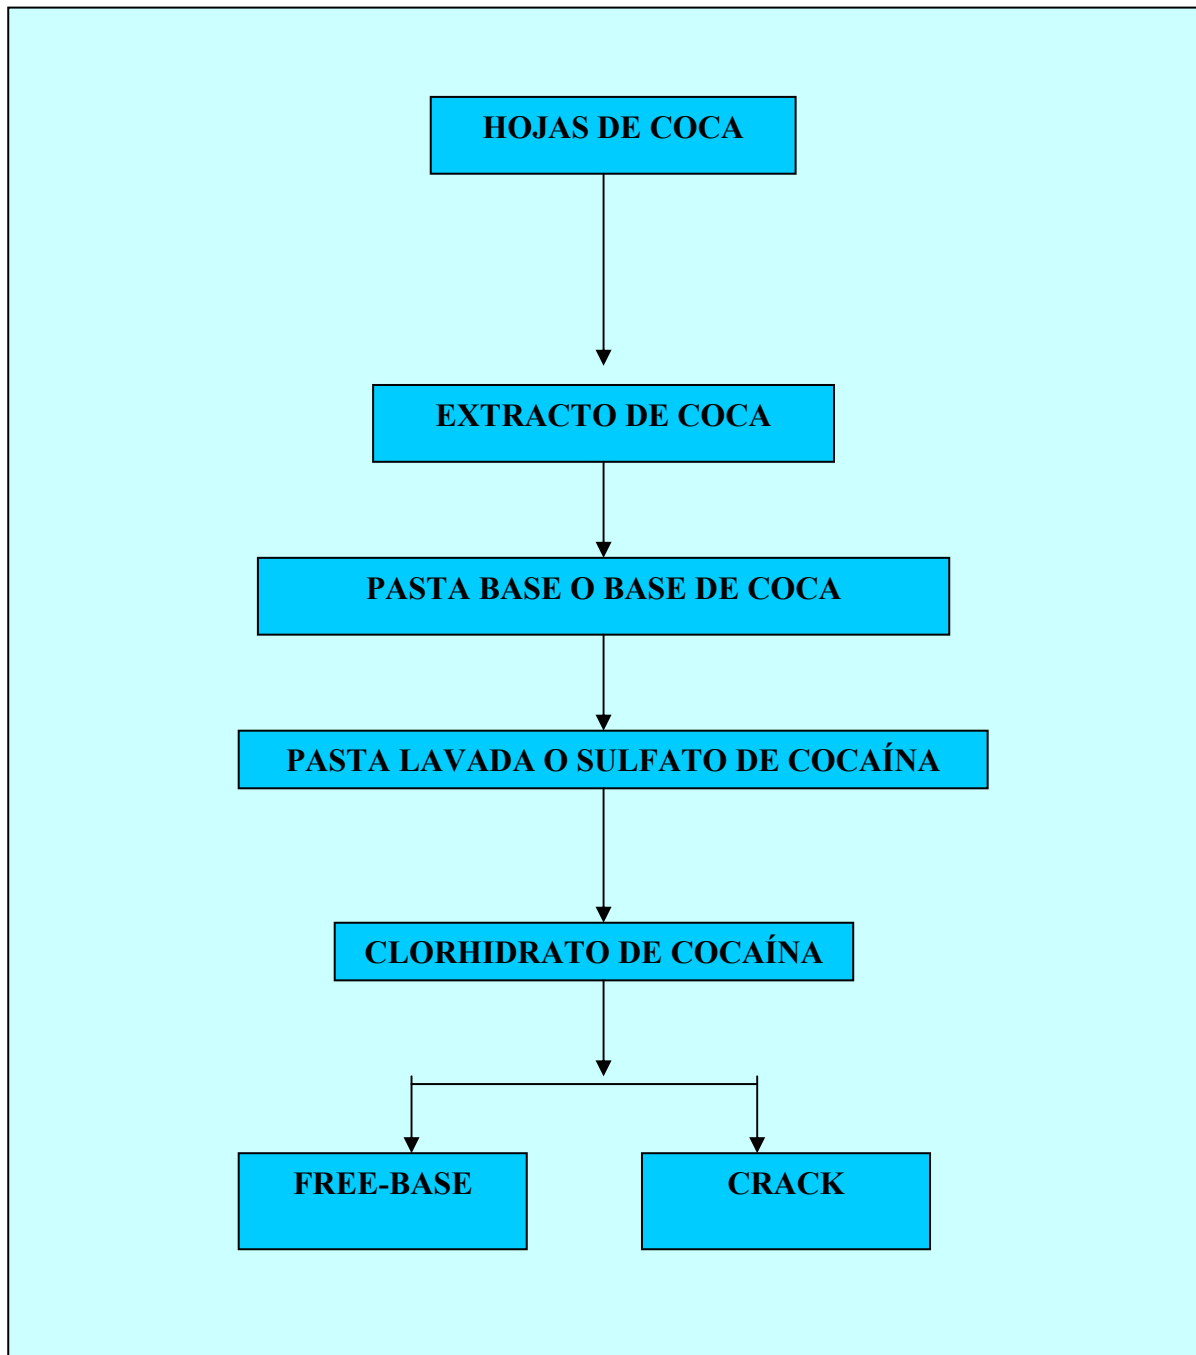 HOJAS DE COCA
EXTRACTO DE COCA
PASTA BASE O BASE DE COCA
PASTA LAVADA O SULFATO DE COCAÍNA
CLORHIDRATO DE COCAÍNA
FREE-BASE
CRACK